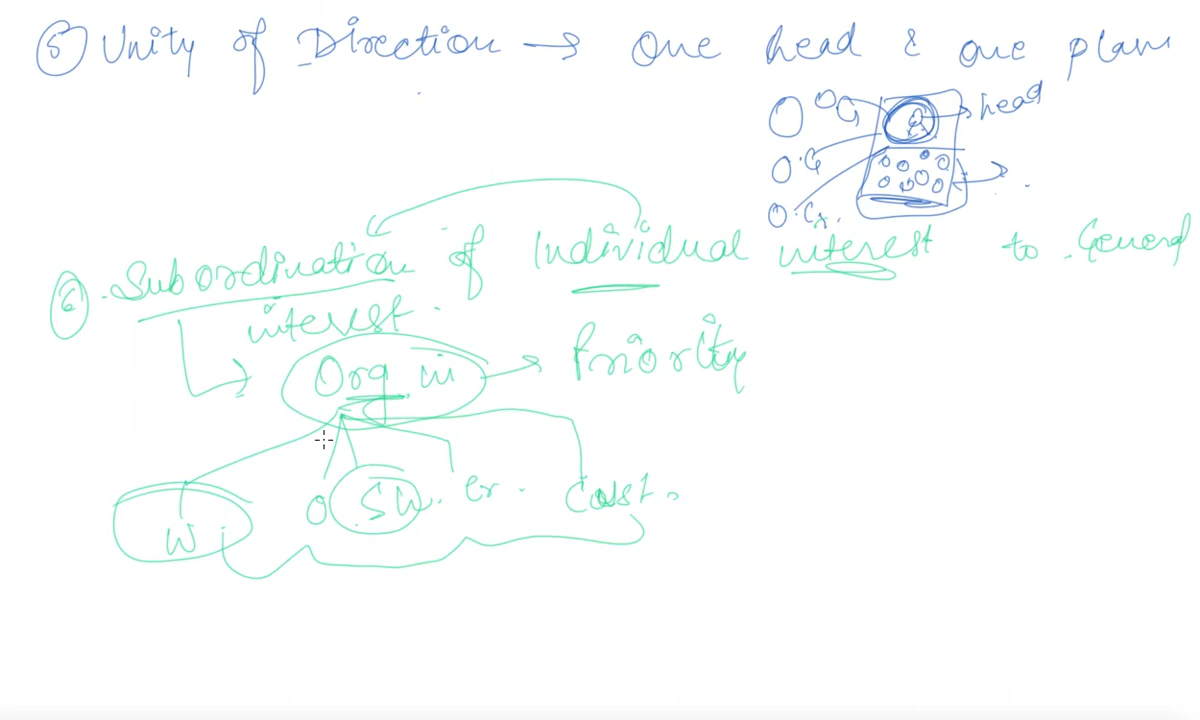 ⑤ Unity of Direction → One head & one plan
head
O O G
O. G
O. G.
⑥ Subordination of Individual interest to General
interest.
Org in → Priority
W O SW. Cr. Cust.